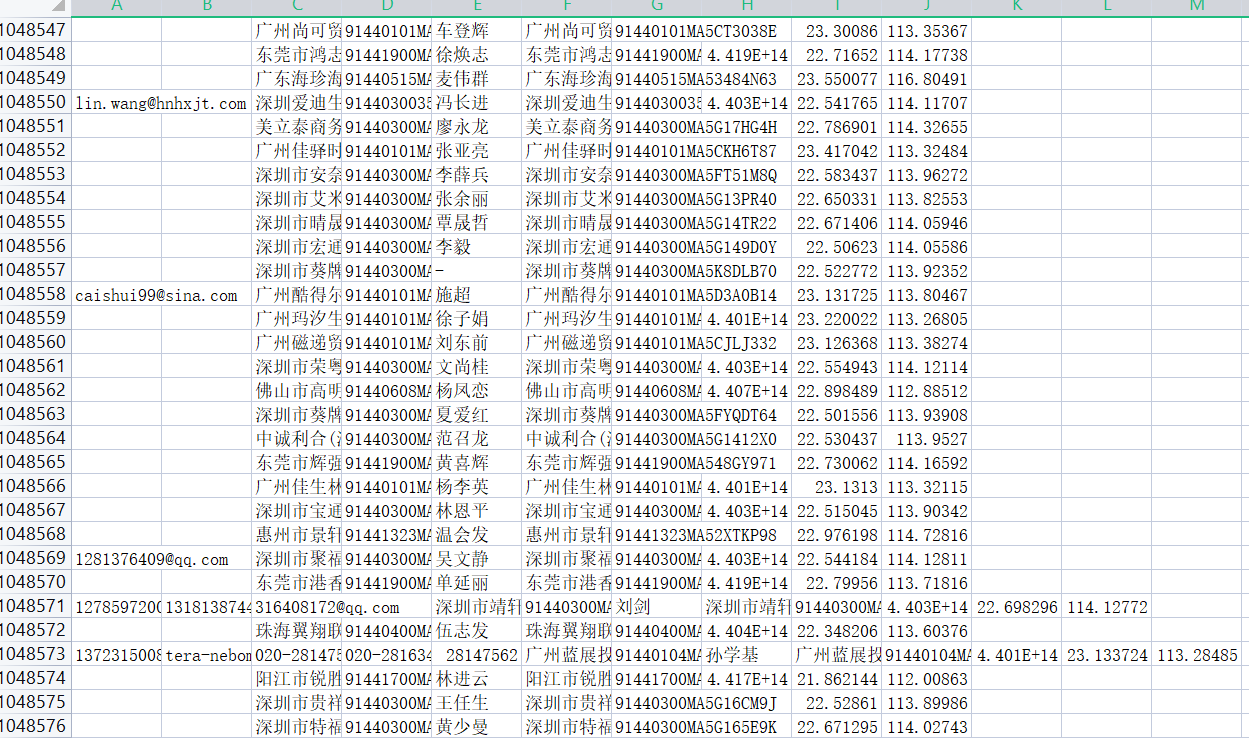 A B C D E F G H I J K L M
1048547 广州尚可贸 91440101MA 车登辉 广州尚可贸 91440101MA5CT3038E 23.30086 113.35367
1048548 东莞市鸿志 91441900MA 徐焕志 东莞市鸿志 91441900MA 4.419E+14 22.71652 114.17738
1048549 广东海珍海 91440515MA 麦伟群 广东海珍海 91440515MA53484N63 23.550077 116.80491
1048550 lin.wang@hnhxjt.com 深圳爱迪生 9144030035 冯长进 深圳爱迪生 9144030035 4.403E+14 22.541765 114.11707
1048551 美立泰商务 91440300MA 廖永龙 美立泰商务 91440300MA5G17HG4H 22.786901 114.32655
1048552 广州佳驿时 91440101MA 张亚亮 广州佳驿时 91440101MA5CKH6T87 23.417042 113.32484
1048553 深圳市安奈 91440300MA 李薛兵 深圳市安奈 91440300MA5FT51M8Q 22.583437 113.96272
1048554 深圳市艾米 91440300MA 张余丽 深圳市艾米 91440300MA5G13PR40 22.650331 113.82553
1048555 深圳市晴晟 91440300MA 覃晟哲 深圳市晴晟 91440300MA5G14TR22 22.671406 114.05946
1048556 深圳市宏通 91440300MA 李毅 深圳市宏通 91440300MA5G149D0Y 22.50623 114.05586
1048557 深圳市葵牌 91440300MA - 深圳市葵牌 91440300MA5K8DLB70 22.522772 113.92352
1048558 caishui99@sina.com 广州酷得尔 91440101MA 施超 广州酷得尔 91440101MA5D3A0B14 23.131725 113.80467
1048559 广州玛汐生 91440101MA 徐子娟 广州玛汐生 91440101MA 4.401E+14 23.220022 113.26805
1048560 广州磁递贸 91440101MA 刘东前 广州磁递贸 91440101MA5CJLJ332 23.126368 113.38274
1048561 深圳市荣粤 91440300MA 文尚桂 深圳市荣粤 91440300MA 4.403E+14 22.554943 114.12114
1048562 佛山市高明 91440608MA 杨凤恋 佛山市高明 91440608MA 4.407E+14 22.898489 112.88512
1048563 深圳市葵牌 91440300MA 夏爱红 深圳市葵牌 91440300MA5FYQDT64 22.501556 113.93908
1048564 中诚利合( 91440300MA 范召龙 中诚利合( 91440300MA5G1412X0 22.530437 113.9527
1048565 东莞市辉强 91441900MA 黄喜辉 东莞市辉强 91441900MA548GY971 22.730062 114.16592
1048566 广州佳生林 91440101MA 杨李英 广州佳生林 91440101MA 4.401E+14 23.1313 113.32115
1048567 深圳市宝通 91440300MA 林恩平 深圳市宝通 91440300MA 4.403E+14 22.515045 113.90342
1048568 惠州市景轩 91441323MA 温会发 惠州市景轩 91441323MA52XTKP98 22.976198 114.72816
1048569 1281376409@qq.com 深圳市聚福 91440300MA 吴文静 深圳市聚福 91440300MA 4.403E+14 22.544184 114.12811
1048570 东莞市港香 91441900MA 单延丽 东莞市港香 91441900MA 4.419E+14 22.79956 113.71816
1048571 1278597200 1318138744 316408172@qq.com 深圳市靖轩 91440300MA 刘剑 深圳市靖轩 91440300MA 4.403E+14 22.698296 114.12772
1048572 珠海翼翔联 91440400MA 伍志发 珠海翼翔联 91440400MA 4.404E+14 22.348206 113.60376
1048573 1372315008 tera-nebom 020-281475 020-281634 28147562 广州蓝展投 91440104MA 孙学基 广州蓝展投 91440104MA 4.401E+14 23.133724 113.28485
1048574 阳江市锐胜 91441700MA 林进云 阳江市锐胜 91441700MA 4.417E+14 21.862144 112.00863
1048575 深圳市贵祥 91440300MA 王任生 深圳市贵祥 91440300MA5G16CM9J 22.52861 113.89986
1048576 深圳市特福 91440300MA 黄少曼 深圳市特福 91440300MA5G165E9K 22.671295 114.02743